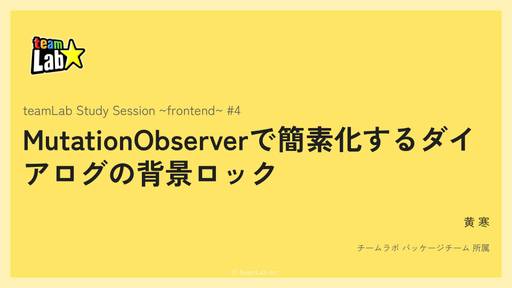 team
Lab
teamLab Study Session ~frontend~ #4
MutationObserverで簡素化するダイ
アログの背景ロック
黄 寒
チームラボ パッケージチーム 所属